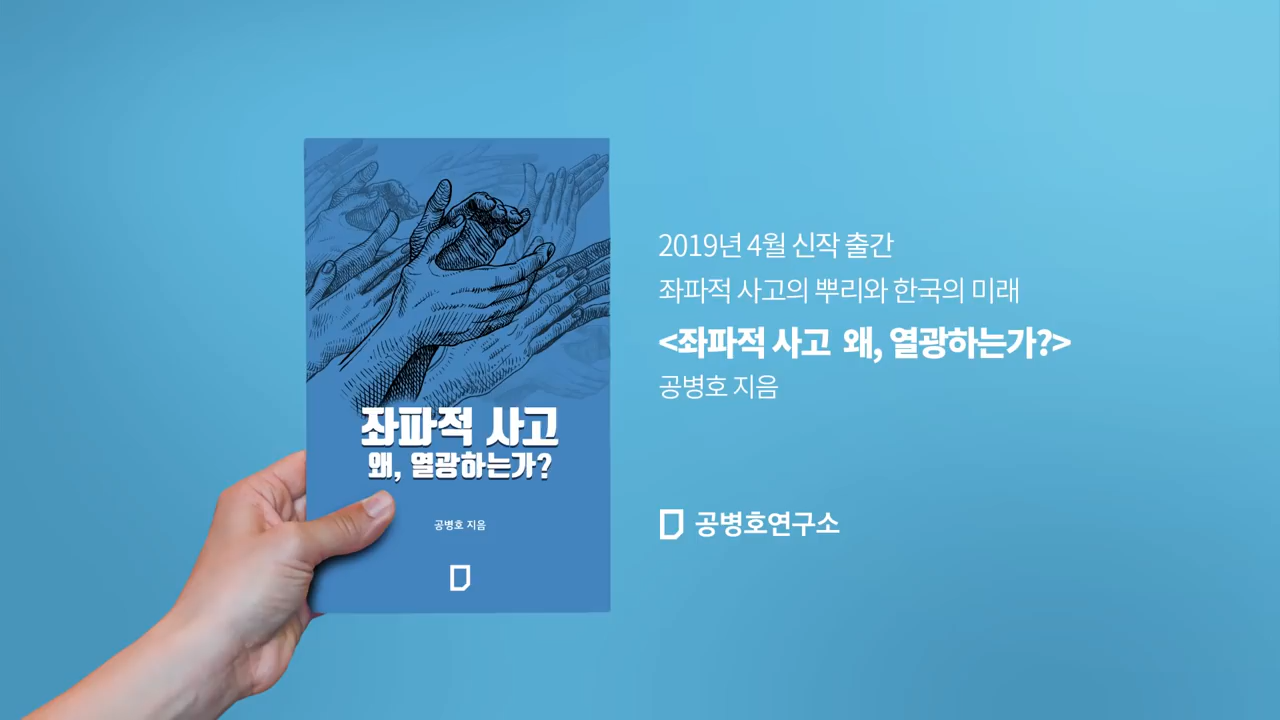 좌파적 사고
왜, 열광하는가?
공병호 지음
2019년 4월 신작 출간
좌파적 사고의 뿌리와 한국의 미래
<좌파적 사고 왜, 열광하는가?>
공병호 지음
공병호연구소